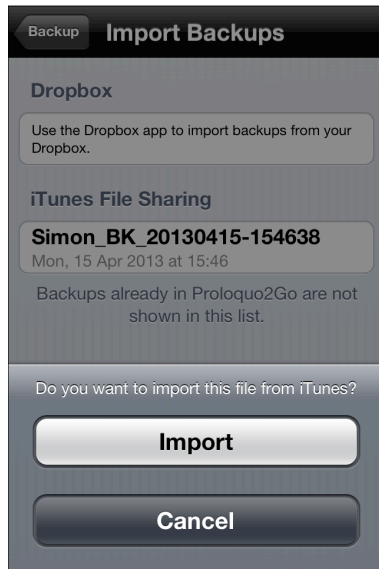 Backup
Import Backups
Dropbox
Use the Dropbox app to import backups from your
Dropbox.
iTunes File Sharing
Simon_BK_20130415-154638
Mon, 15 Apr 2013 at 15:46
Backups already in Proloquo2Go are not
shown in this list.
Do you want to import this file from iTunes?
Import
Cancel